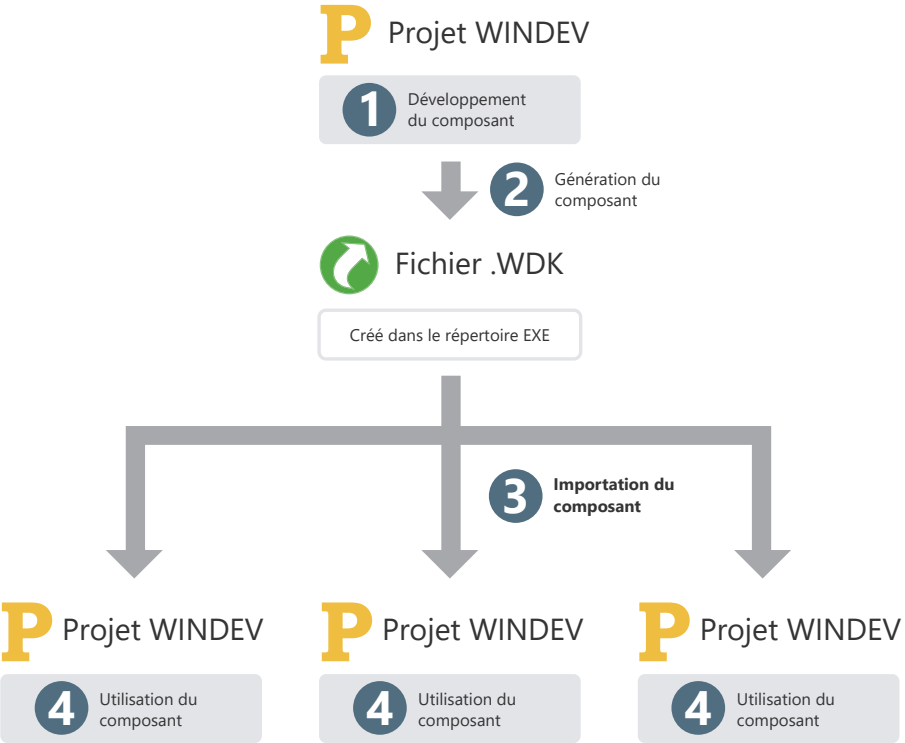 P Projet WINDEV
1 Développement
du composant
2 Génération du
composant
Fichier .WDK
Créé dans le répertoire EXE
3 Importation du
composant
P Projet WINDEV
4 Utilisation du
composant
P Projet WINDEV
4 Utilisation du
composant
P Projet WINDEV
4 Utilisation du
composant